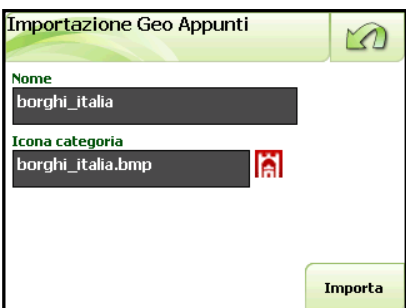 Importazione Geo Appunti
Nome
borghi_italia
Icona categoria
borghi_italia.bmp
Importa